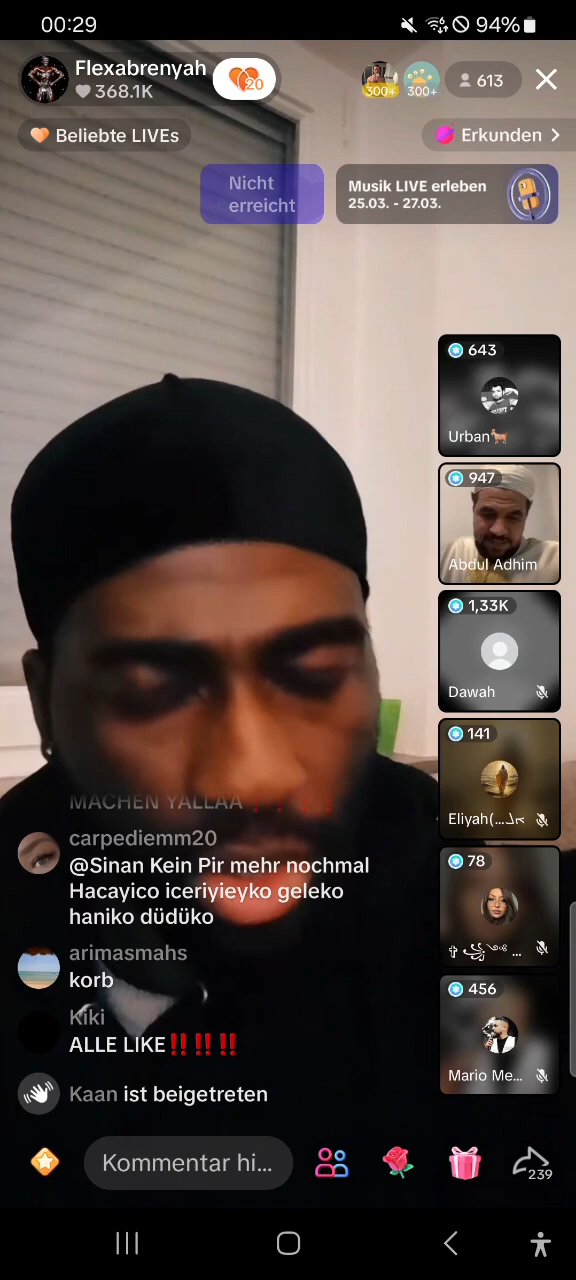 00:29
94%
Flexabrenyah
368.1K
20
300+
300+
613
Beliebte LIVEs
Erkunden
Nicht
erreicht
Musik LIVE erleben
25.03. - 27.03.
643
Urban🐐
947
Abdul Adhim
1,33K
Dawah
141
78
456
Mario Me...
MACHEN YALLAA❗❗❗
carpediemm20
@Sinan Kein Pir mehr nochmal
Hacayico iceriyieyko geleko
haniko düdüko
arimasmahs
korb
Kiki
ALLE LIKE‼️‼️‼️
Kaan ist beigetreten
Kommentar hi...
239